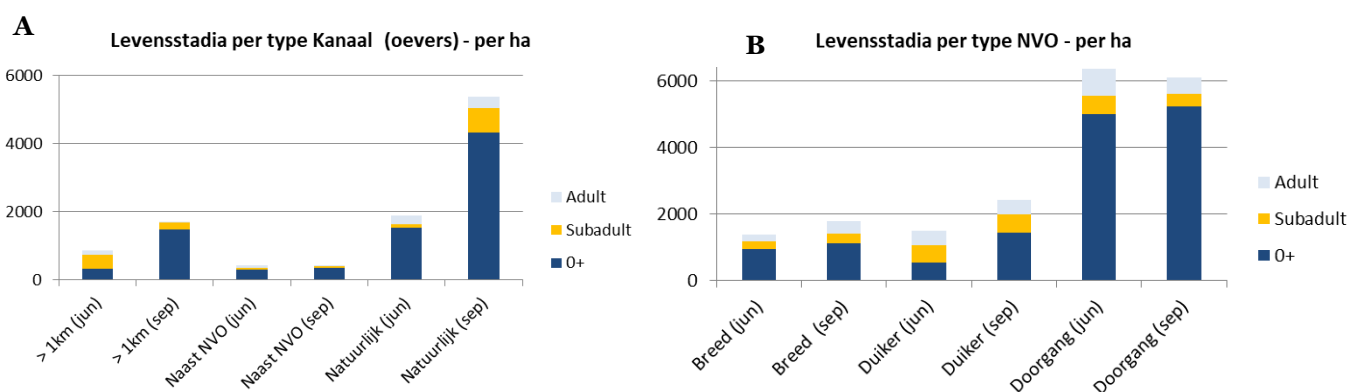 A
Levensstadia per type Kanaal (oevers) - per ha
6000
4000
2000
0
> 1km (jun)
> 1km (sep)
Naast NVO (jun)
Naast NVO (sep)
Natuurlijk (jun)
Natuurlijk (sep)
Adult
Subadult
0+
B
Levensstadia per type NVO - per ha
6000
4000
2000
0
Breed (jun)
Breed (sep)
Duiker (jun)
Duiker (sep)
Doorgang (jun)
Doorgang (sep)
Adult
Subadult
0+